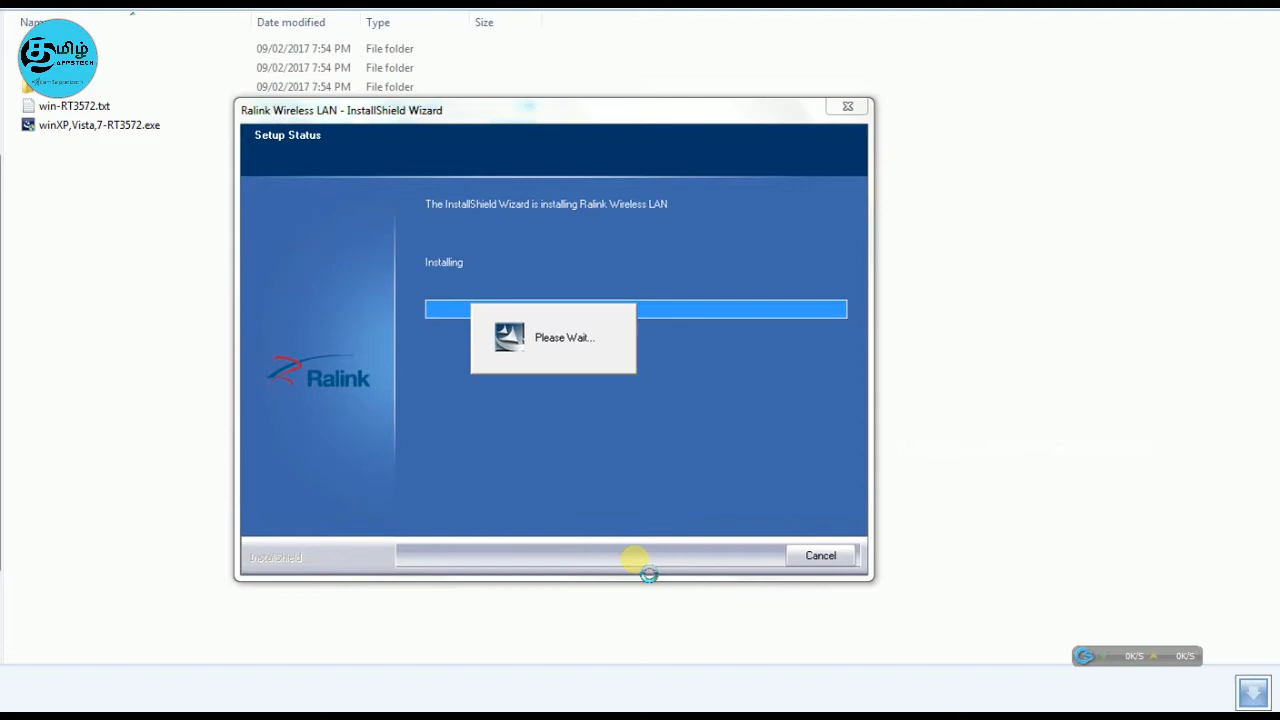 Name
Date modified
Type
Size
தமிழ்
APPSTECH
09/02/2017 7:54 PM
File folder
09/02/2017 7:54 PM
File folder
09/02/2017 7:54 PM
File folder
win-RT3572.txt
winXP,Vista,7-RT3572.exe
Ralink Wireless LAN - InstallShield Wizard
Setup Status
The InstallShield Wizard is installing Ralink Wireless LAN
Installing
Please Wait...
Ralink
InstallShield
Cancel
0K/S
0K/S